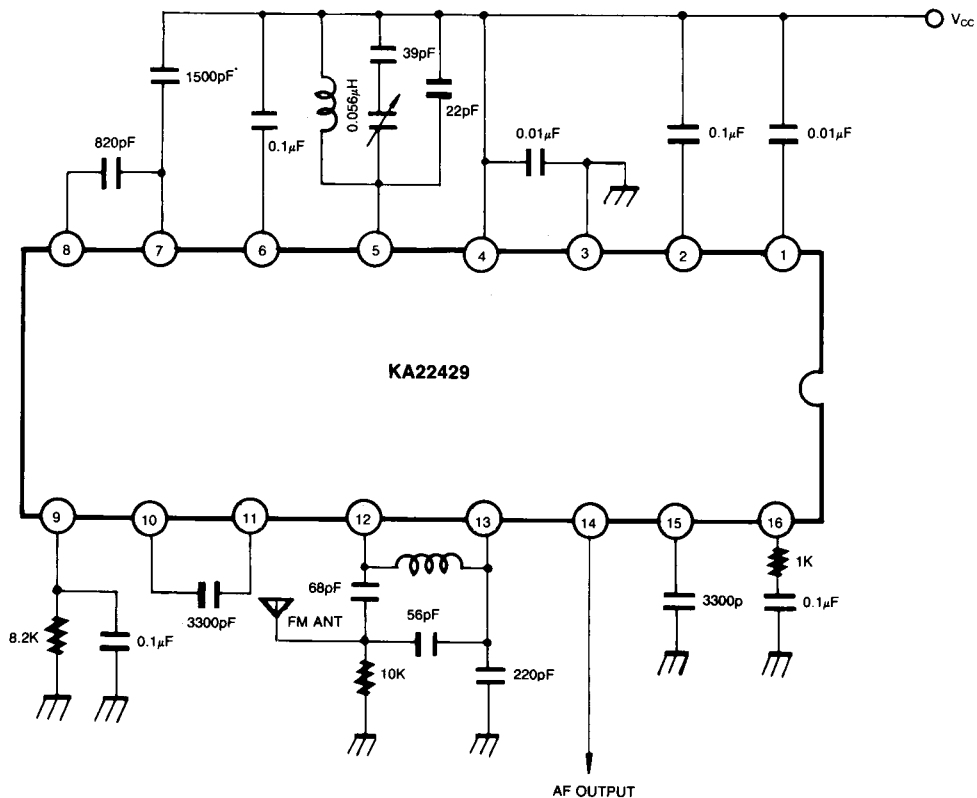 V_CC
39pF
1500pF*
0.056µH
22pF
0.1µF
0.01µF
0.1µF
0.01µF
820pF
8 7 6 5 4 3 2 1
KA22429
9 10 11 12 13 14 15 16
1K
68pF
3300pF
FM ANT
56pF
3300p
0.1µF
8.2K
0.1µF
10K
220pF
AF OUTPUT